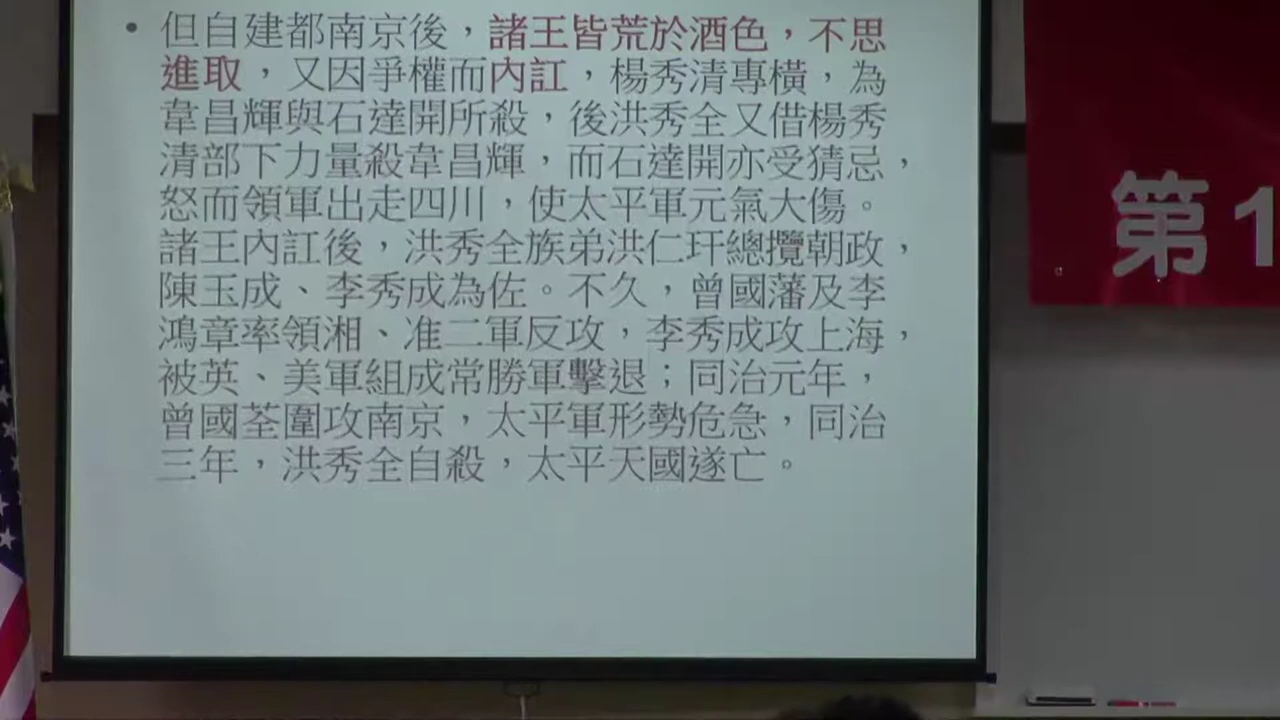 • 但自建都南京後，諸王皆荒於酒色，不思
進取，又因爭權而內訌，楊秀清專橫，為
韋昌輝與石達開所殺，後洪秀全又借楊秀
清部下力量殺韋昌輝，而石達開亦受猜忌，
怒而領軍出走四川，使太平軍元氣大傷。
諸王內訌後，洪秀全族弟洪仁玕總攬朝政，
陳玉成、李秀成為佐。不久，曾國藩及李
鴻章率領湘、准二軍反攻，李秀成攻上海，
被英、美軍組成常勝軍擊退；同治元年，
曾國荃圍攻南京，太平軍形勢危急，同治
三年，洪秀全自殺，太平天國遂亡。
第1